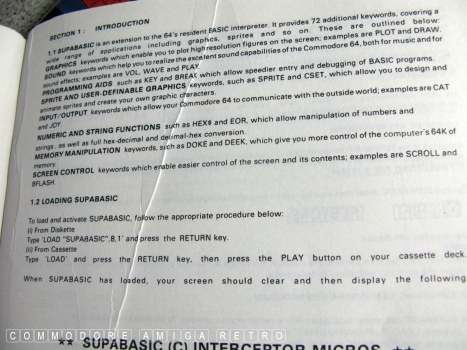 SECTION 1 : INTRODUCTION
1.1 SUPABASIC is an extension to the 64's resident BASIC interpreter. It provides 72 additional keywords, covering a
wide range of applications including graphics, sprites and so on. These are outlined below:
GRAPHICS keywords which enable you to plot high resolution figures on the screen: examples are PLOT and DRAW.
SOUND keywords which help you to realize the excellent sound capabilities of the Commodore 64, both for music and for
sound effects: examples are VOL, WAVE and PLAY.
PROGRAMMING AIDS such as KEY and BREAK which allow speedier entry and debugging of BASIC programs.
SPRITE AND USER-DEFINABLE GRAPHICS keywords, such as SPRITE and CSET, which allow you to design and
animate sprites and create your own graphic characters.
INPUT/OUTPUT keywords which allow your Commodore 64 to communicate with the outside world; examples are CAT
and JOY.
NUMERIC AND STRING FUNCTIONS such as HEX$ and EOR, which allow manipulation of numbers and
strings, as well as full hex-decimal and decimal-hex conversion.
MEMORY MANIPULATION keywords, such as DOKE and DEEK, which give you more control of the computer's 64K of
memory.
SCREEN CONTROL keywords which enable easier control of the screen and its contents; examples are SCROLL and
BFLASH.
1.2 LOADING SUPABASIC
To load and activate SUPABASIC, follow the appropriate procedure below:
(i) From Diskette
Type 'LOAD "SUPABASIC",8,1' and press the RETURN key.
(ii) From Cassette
Type 'LOAD' and press the RETURN key, then press the PLAY button on your cassette deck.
When SUPABASIC has loaded, your screen should clear and then display the following
** SUPABASIC (C) INTERCEPTOR MICROS **
COMMODORE AMIGA RETRO